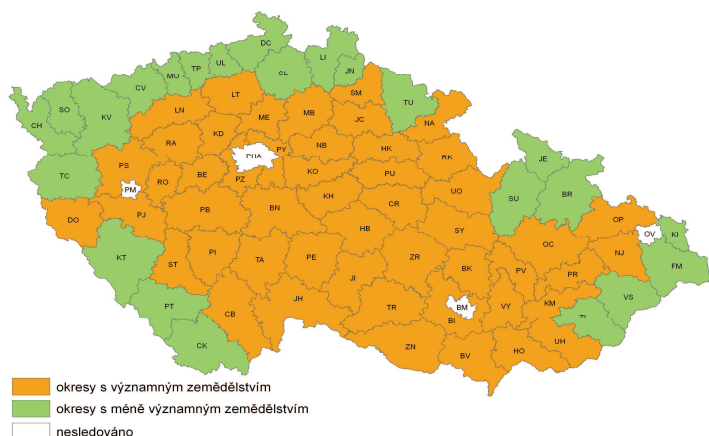 DC
LI
UL
TP
MO
JN
CV
SM
LT
TU
SO
KV
CH
LN
ME
MB
JC
NA
KD
RA
NB
HK
PY
JE
TC
PS
BE
PZ
KO
PU
RO
PM
SU
BR
UO
KH
CR
PB
BN
DO
PJ
OP
KI
HB
SY
OV
OC
KT
ST
PI
TA
PE
ZR
NJ
FM
BK
PV
PR
JI
PT
CB
JH
TR
BM
VY
KM
VS
BI
UH
CK
ZN
BV
HO
okresy s významným zemědělstvím
okresy s méně významným zemědělstvím
nesledováno